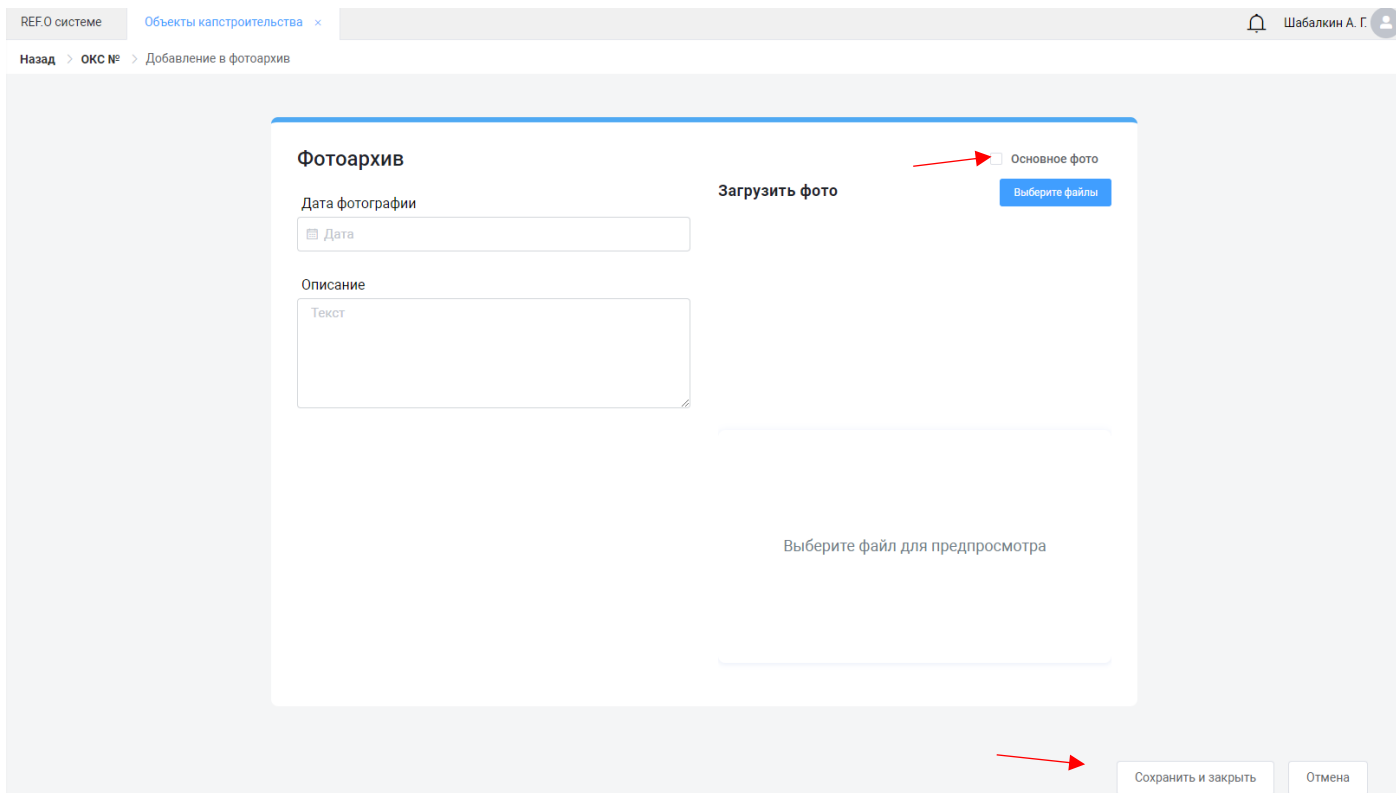 REF.О системе
Объекты капстроительства ×
Шабалкин А. Г.
Назад > ОКС № > Добавление в фотоархив
Фотоархив
Основное фото
Загрузить фото
Выберите файлы
Дата фотографии
Дата
Описание
Текст
Выберите файл для предпросмотра
Сохранить и закрыть
Отмена